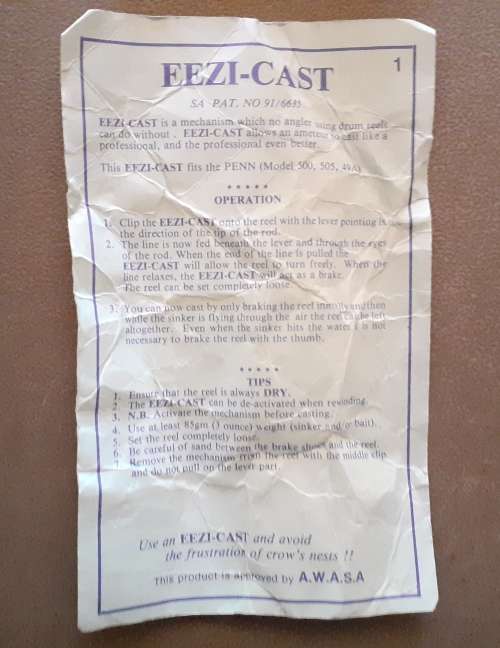 EEZI-CAST
1
SA PAT. NO 91/6635
EEZI-CAST is a mechanism which no angler using drum reels
can do without . EEZI-CAST allows an ameteur to cast like a
professional, and the professional even better.
This EEZI-CAST fits the PENN (Model 500, 505, 49A)
* * * * *
OPERATION
1. Clip the EEZI-CAST onto the reel with the lever pointing in
the direction of the tip of the rod.
2. The line is now fed beneath the lever and through the eyes
of the rod. When the end of the line is pulled the
EEZI-CAST will allow the reel to turn freely. When the
line relaxes, the EEZI-CAST will act as a brake.
The reel can be set completely loose.
3. You can now cast by only braking the reel initially and then
while the sinker is flying through the air the reel can be left
altogether. Even when the sinker hits the water it is not
necessary to brake the reel with the thumb.
* * * * *
TIPS
1. Ensure that the reel is always DRY.
2. The EEZI-CAST can be de-activated when rewinding.
3. N.B. Activate the mechanism before casting.
4. Use at least 85gm (3 ounce) weight (sinker and/or bait).
5. Set the reel completely loose.
6. Be careful of sand between the brake shoes and the reel.
7. Remove the mechanism from the reel with the middle clip
and do not pull on the lever part.
Use an EEZI-CAST and avoid
the frustration of crow's nests !!
This product is approved by A.W.A.S.A